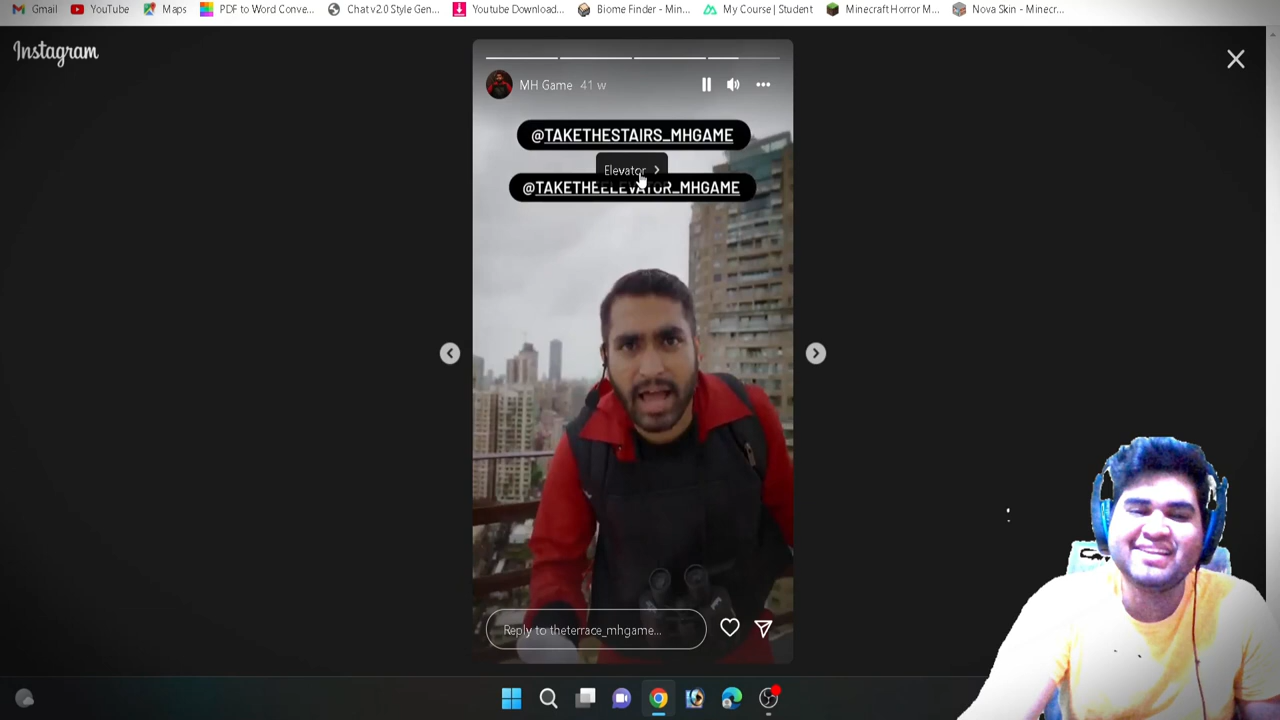 Gmail YouTube Maps PDF to Word Conve... Chat v2.0 Style Gen... Youtube Download... Biome Finder - Min... My Course | Student Minecraft Horror M... Nova Skin - Minecr...
Instagram
MH Game 41 w
@TAKETHESTAIRS_MHGAME
Elevator
@TAKETHEELEVATOR_MHGAME
Reply to theterrace_mhgame...